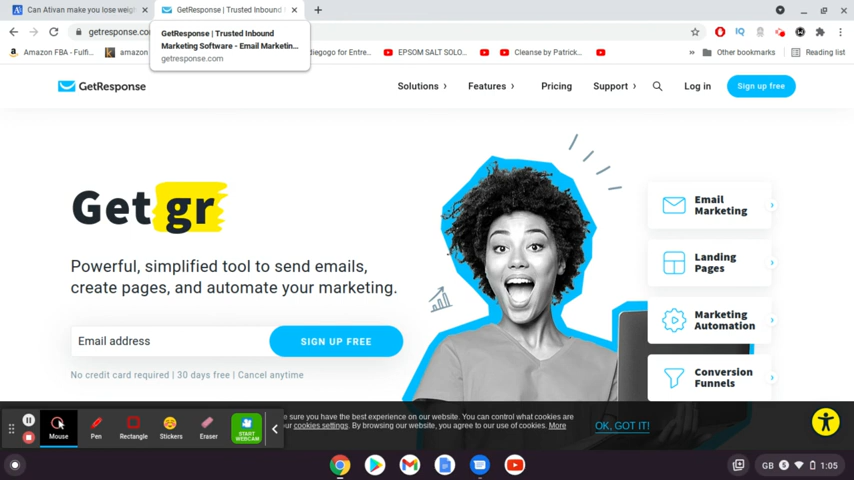 Can Ativan make you lose weigh
GetResponse | Trusted Inbound
getresponse.com
GetResponse | Trusted Inbound
Marketing Software - Email Marketin...
getresponse.com
Amazon FBA - Fulfi...
amazon
diegogo for Entre...
EPSOM SALT SOLO...
Cleanse by Patrick...
»
Other bookmarks
Reading list
GetResponse
Solutions
Features
Pricing
Support
Log in
Sign up free
Get gr
Powerful, simplified tool to send emails,
create pages, and automate your marketing.
Email address
SIGN UP FREE
No credit card required | 30 days free | Cancel anytime
Email
Marketing
Landing
Pages
Marketing
Automation
Conversion
Funnels
sure you have the best experience on our website. You can control what cookies are
ur cookies settings. By browsing our website, you agree to our use of cookies. More
OK, GOT IT!
Mouse
Pen
Rectangle
Stickers
Eraser
START
WEBCAM
GB
1:05